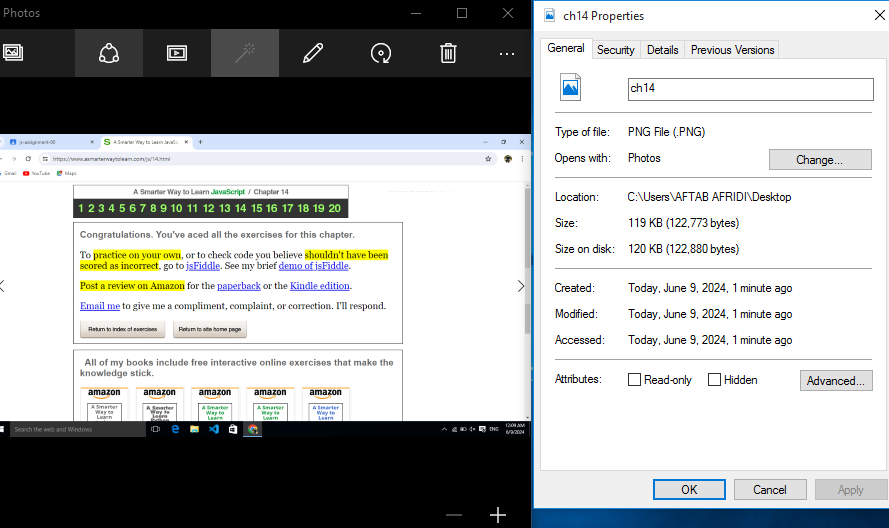 Photos
js-assignment-00
A Smarter Way to Learn JavaSc
https://www.asmarterwaytolearn.com/js/14.html
Gmail YouTube Maps
A Smarter Way to Learn JavaScript / Chapter 14
1 2 3 4 5 6 7 8 9 10 11 12 13 14 15 16 17 18 19 20
Congratulations. You've aced all the exercises for this chapter.
To practice on your own, or to check code you believe shouldn't have been
scored as incorrect, go to jsFiddle. See my brief demo of jsFiddle.
Post a review on Amazon for the paperback or the Kindle edition.
Email me to give me a compliment, complaint, or correction. I'll respond.
Return to index of exercises
Return to site home page
All of my books include free interactive online exercises that make the
knowledge stick.
amazon amazon amazon amazon amazon
A Smarter A Smarter A Smarter A Smarter A Smarter
Way to Way to Way to Way to Way to
Learn Learn Learn Learn Learn
Search the web and Windows
ENG
12:09 AM
6/9/2024
ch14 Properties
General Security Details Previous Versions
ch14
Type of file: PNG File (.PNG)
Opens with: Photos Change...
Location: C:\Users\AFTAB AFRIDI\Desktop
Size: 119 KB (122,773 bytes)
Size on disk: 120 KB (122,880 bytes)
Created: Today, June 9, 2024, 1 minute ago
Modified: Today, June 9, 2024, 1 minute ago
Accessed: Today, June 9, 2024, 1 minute ago
Attributes: Read-only Hidden Advanced...
OK Cancel Apply